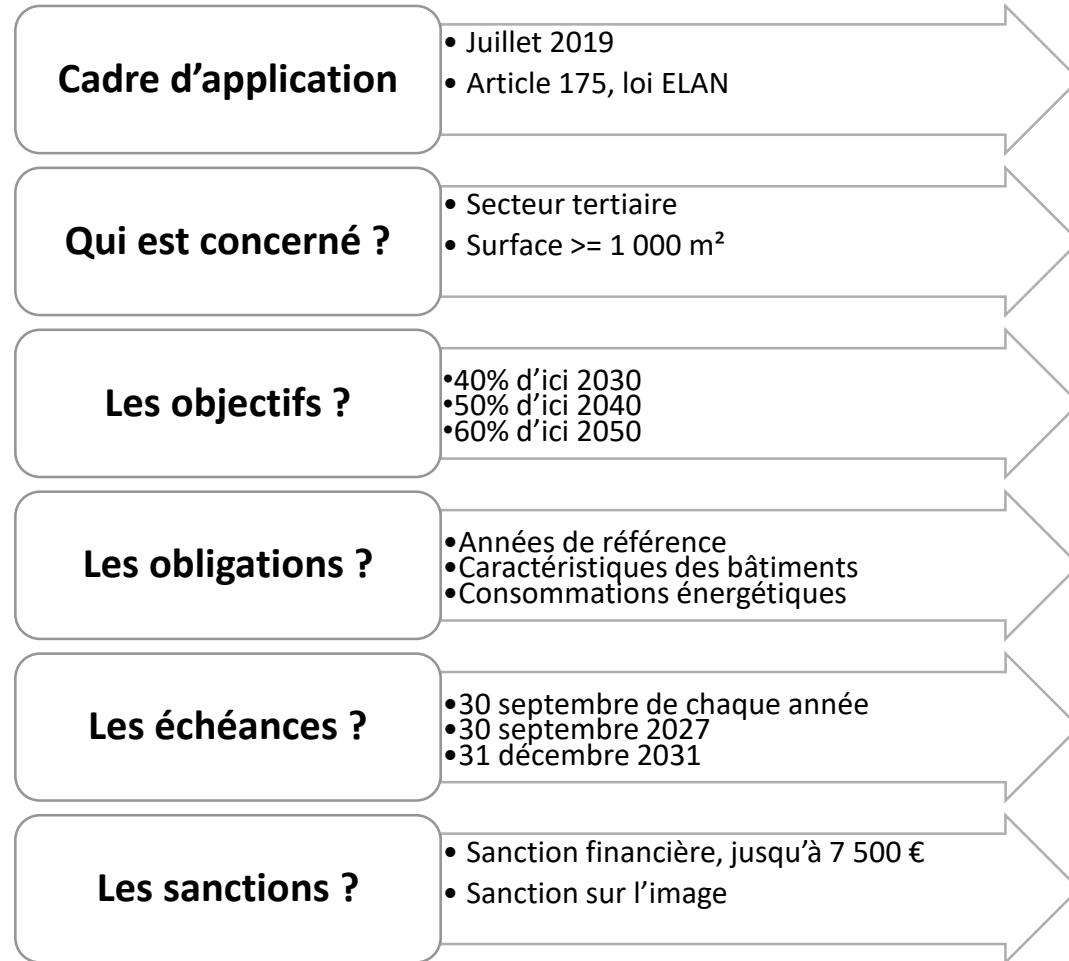 Cadre d’application
• Juillet 2019
• Article 175, loi ELAN
Qui est concerné ?
• Secteur tertiaire
• Surface >= 1 000 m²
Les objectifs ?
•40% d’ici 2030
•50% d’ici 2040
•60% d’ici 2050
Les obligations ?
•Années de référence
•Caractéristiques des bâtiments
•Consommations énergétiques
Les échéances ?
•30 septembre de chaque année
•30 septembre 2027
•31 décembre 2031
Les sanctions ?
• Sanction financière, jusqu’à 7 500 €
• Sanction sur l’image